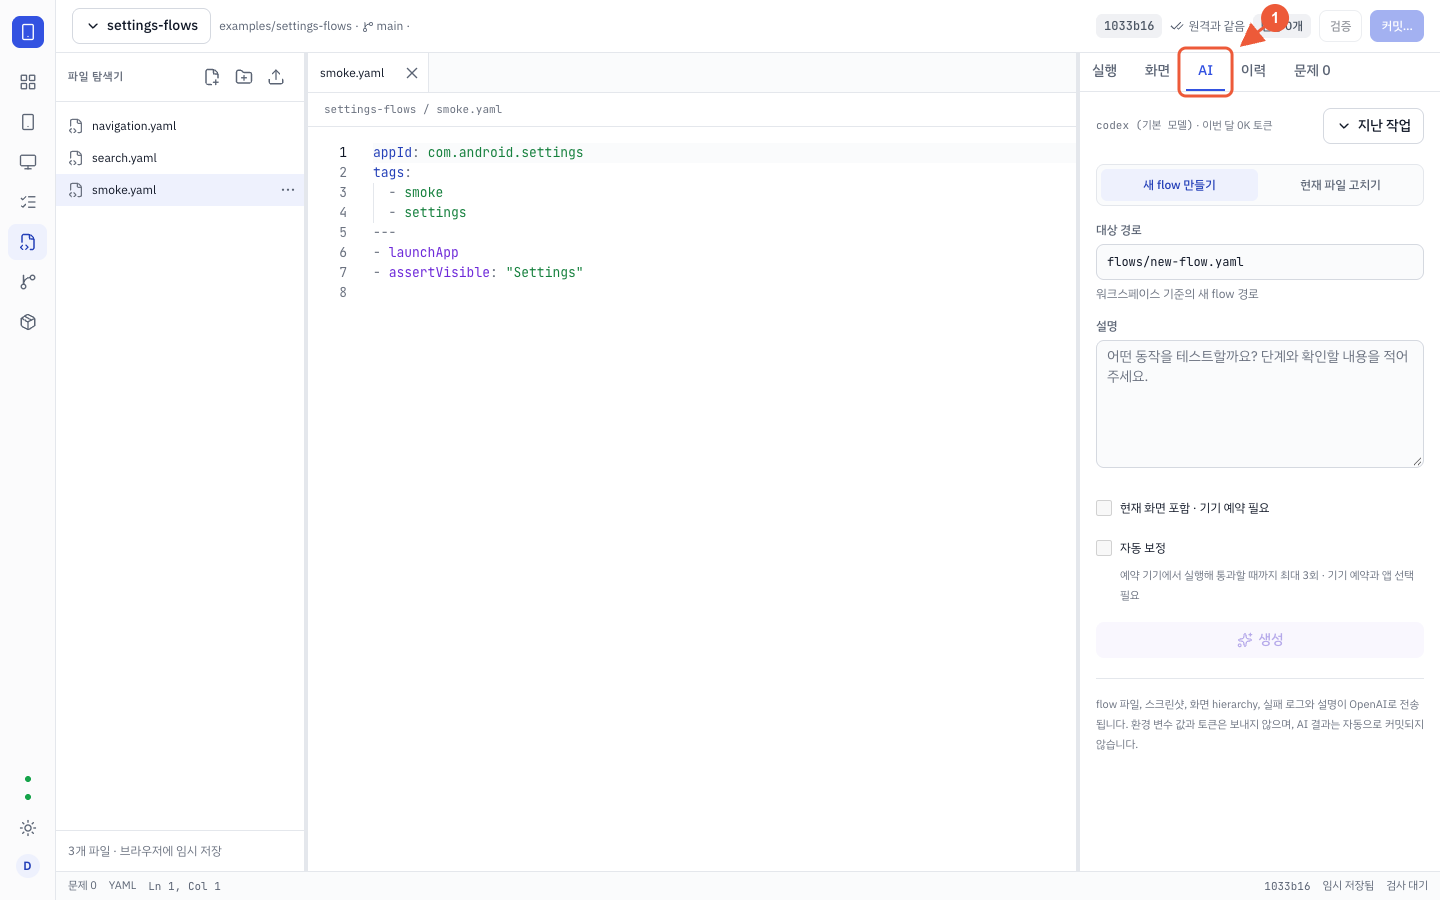 settings-flows
examples/settings-flows · main ·
1033b16
원격과 같음
0개
검증
커밋...
1
파일 탐색기
navigation.yaml
search.yaml
smoke.yaml
3개 파일 · 브라우저에 임시 저장
smoke.yaml
settings-flows / smoke.yaml
1 appId: com.android.settings
2 tags:
3 - smoke
4 - settings
5 ---
6 - launchApp
7 - assertVisible: "Settings"
8
실행 화면 AI 이력 문제 0
codex (기본 모델) · 이번 달 0K 토큰
지난 작업
새 flow 만들기
현재 파일 고치기
대상 경로
flows/new-flow.yaml
워크스페이스 기준의 새 flow 경로
설명
어떤 동작을 테스트할까요? 단계와 확인할 내용을 적어
주세요.
현재 화면 포함 · 기기 예약 필요
자동 보정
예약 기기에서 실행해 통과할 때까지 최대 3회 · 기기 예약과 앱 선택
필요
생성
flow 파일, 스크린샷, 화면 hierarchy, 실패 로그와 설명이 OpenAI로 전송
됩니다. 환경 변수 값과 토큰은 보내지 않으며, AI 결과는 자동으로 커밋되지
않습니다.
D
문제 0 YAML Ln 1, Col 1
1033b16 임시 저장됨 검사 대기